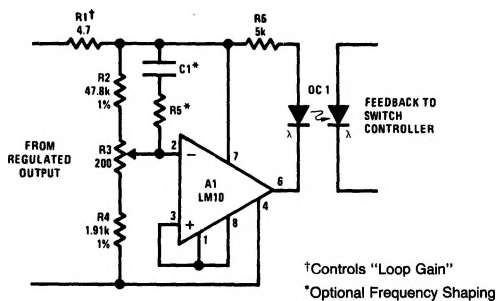 R1†
4.7
R2
47.8k
1%
R3
200
R4
1.91k
1%
C1*
R5*
R6
5k
OC 1
λ
λ
FROM
REGULATED
OUTPUT
FEEDBACK TO
SWITCH
CONTROLLER
2
−
7
A1
LM10
6
4
3
+
1
8
†Controls "Loop Gain"
*Optional Frequency Shaping